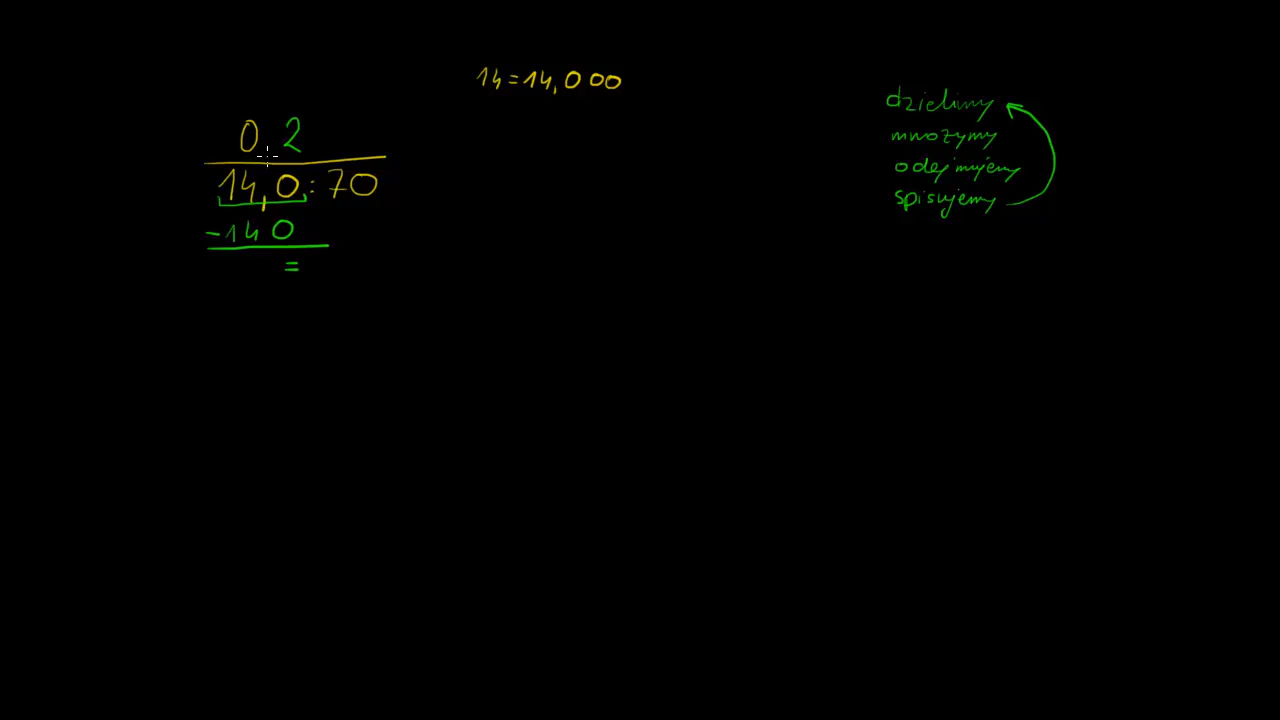 14=14,000
0 2
14,0:70
-140
=
dzielimy
mnożymy
odejmujemy
spisujemy